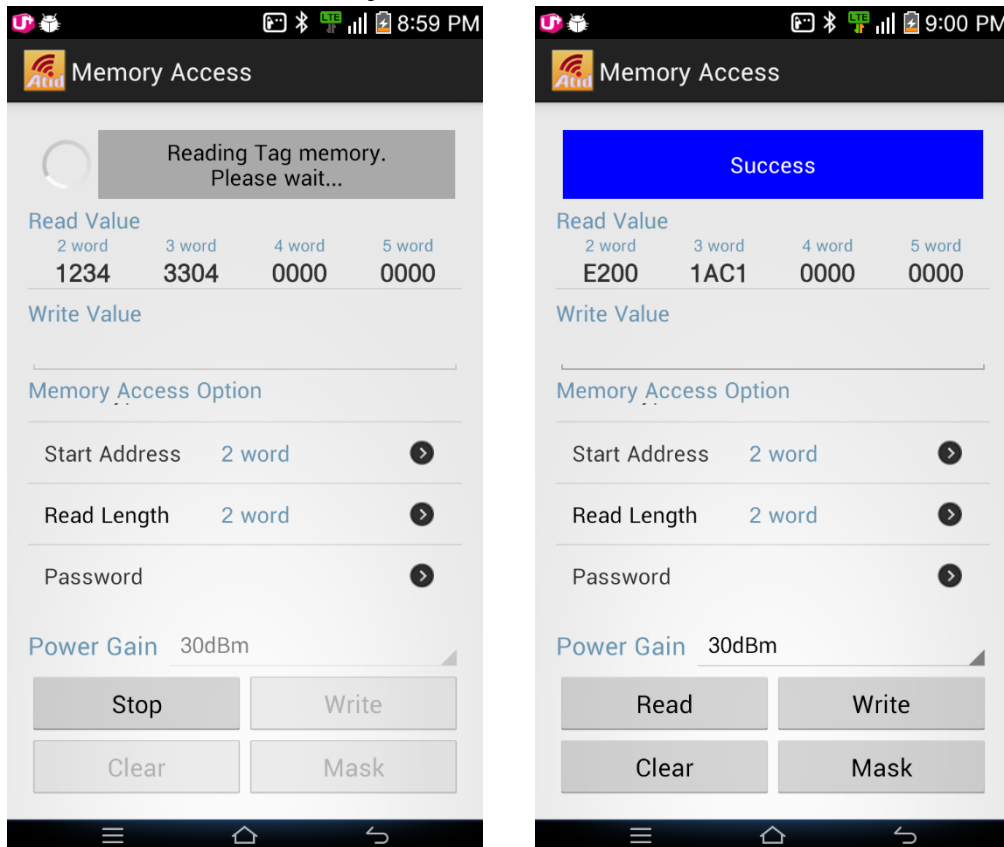 8:59 PM
Atid Memory Access
Reading Tag memory.
Please wait...
Read Value
2 word 3 word 4 word 5 word
1234 3304 0000 0000
Write Value
Memory Access Option
Start Address 2 word
Read Length 2 word
Password
Power Gain 30dBm
Stop Write
Clear Mask
LTE 9:00 PM
Atid Memory Access
Success
Read Value
2 word 3 word 4 word 5 word
E200 1AC1 0000 0000
Write Value
Memory Access Option
Start Address 2 word
Read Length 2 word
Password
Power Gain 30dBm
Read Write
Clear Mask